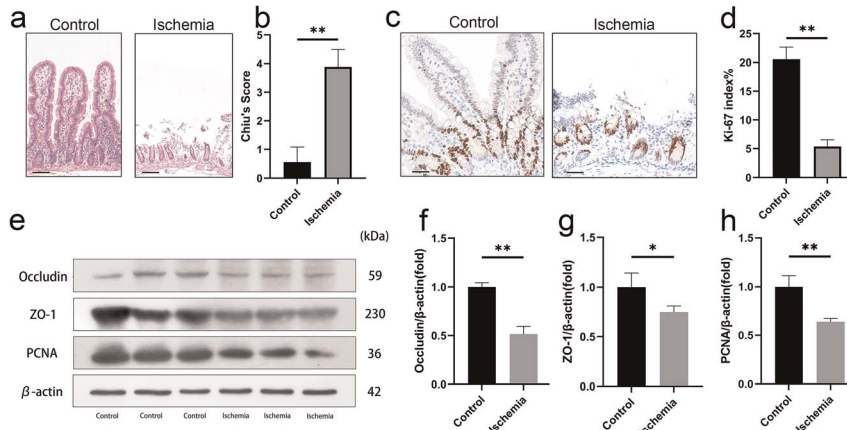 a
Control
Ischemia
b
**
Chiu's Score
5
4
3
2
1
0
Control
Ischemia
c
Control
Ischemia
d
**
Ki-67 index%
25
20
15
10
5
0
Control
Ischemia
e
(kDa)
Occludin
59
ZO-1
230
PCNA
36
β-actin
42
Control Control Control Ischemia Ischemia Ischemia
f
**
Occludin/β-actin(fold)
1.5
1.0
0.5
0.0
Control
Ischemia
g
*
ZO-1/β-actin(fold)
1.5
1.0
0.5
0.0
Control
Ischemia
h
**
PCNA/β-actin(fold)
1.5
1.0
0.5
0.0
Control
Ischemia